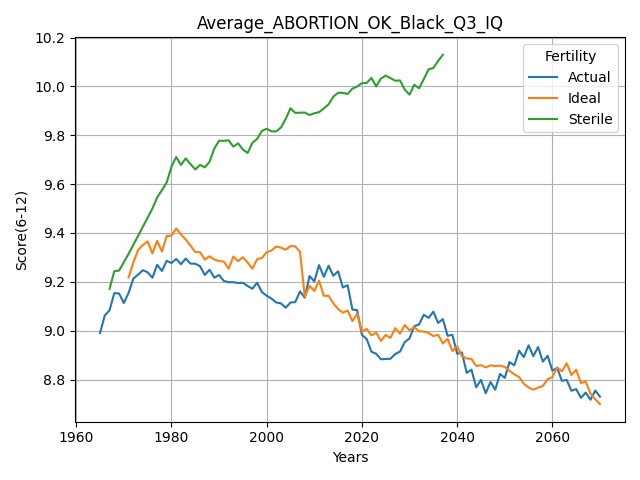 Average_ABORTION_OK_Black_Q3_IQ
Score(6-12)
10.2
10.0
9.8
9.6
9.4
9.2
9.0
8.8
Fertility
Actual
Ideal
Sterile
1960
1980
2000
2020
2040
2060
Years